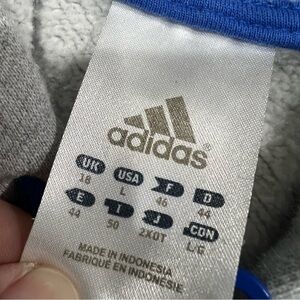 adidas®
UK USA F D
18 L 46 44
E I J CDN
44 50 2XOT L/G
MADE IN INDONESIA
FABRIQUÉ EN INDONÉSIE